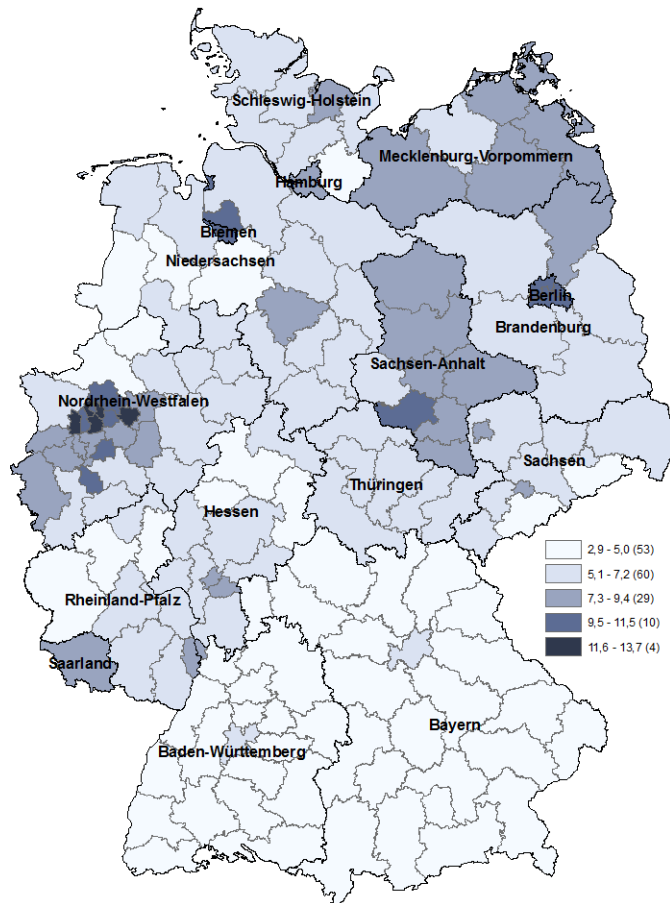 Schleswig-Holstein
Mecklenburg-Vorpommern
Hamburg
Bremen
Niedersachsen
Berlin
Brandenburg
Sachsen-Anhalt
Nordrhein-Westfalen
Sachsen
Thüringen
Hessen
2,9 - 5,0 (53)
5,1 - 7,2 (60)
7,3 - 9,4 (29)
9,5 - 11,5 (10)
11,6 - 13,7 (4)
Rheinland-Pfalz
Saarland
Bayern
Baden-Württemberg